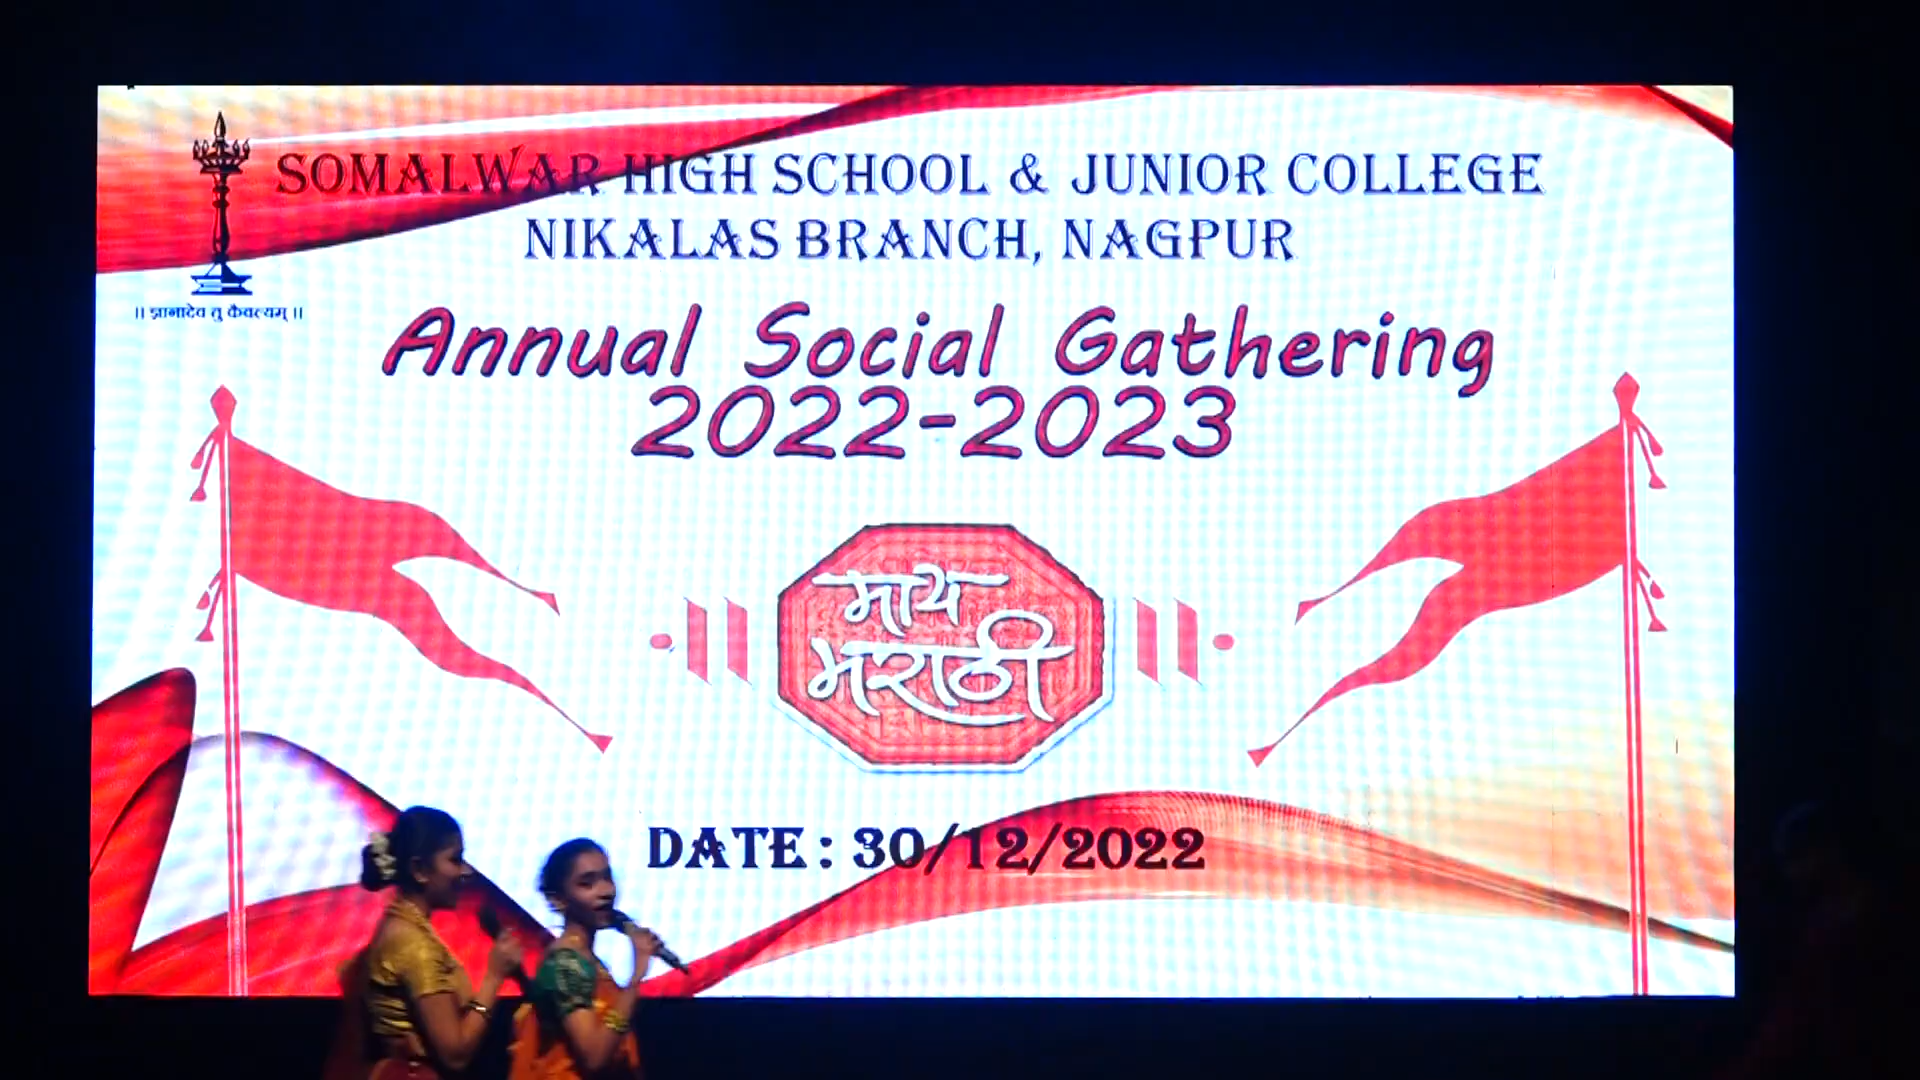 SOMALWAR HIGH SCHOOL & JUNIOR COLLEGE
NIKALAS BRANCH, NAGPUR
|| ज्ञानादेव तु कैवल्यम् ||
Annual Social Gathering
2022-2023
माय
मराठी
DATE : 30/12/2022